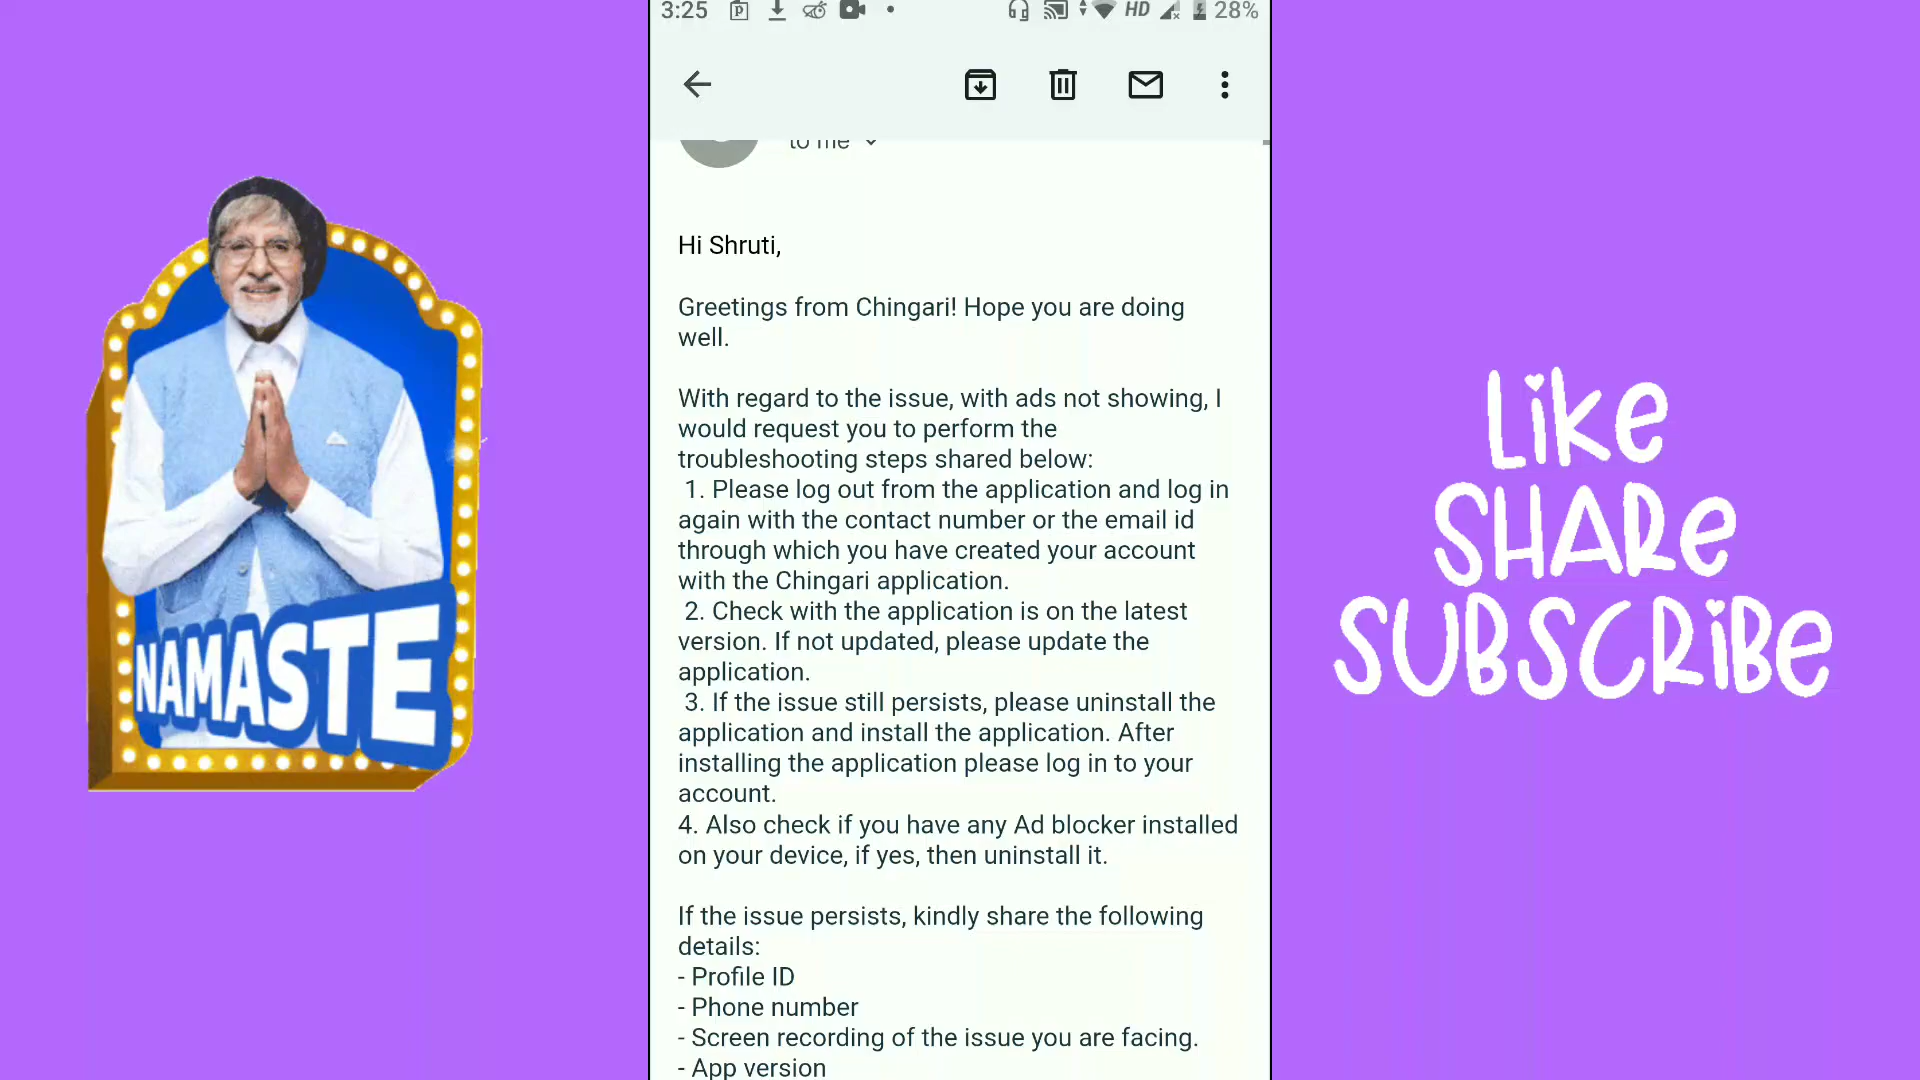 3:25
HD
28%
to me
Hi Shruti,
Greetings from Chingari! Hope you are doing
well.
With regard to the issue, with ads not showing, I
would request you to perform the
troubleshooting steps shared below:
1. Please log out from the application and log in
again with the contact number or the email id
through which you have created your account
with the Chingari application.
2. Check with the application is on the latest
version. If not updated, please update the
application.
3. If the issue still persists, please uninstall the
application and install the application. After
installing the application please log in to your
account.
4. Also check if you have any Ad blocker installed
on your device, if yes, then uninstall it.
If the issue persists, kindly share the following
details:
- Profile ID
- Phone number
- Screen recording of the issue you are facing.
- App version
NAMASTE
LiKe
SHARe
SUBSCRiBe